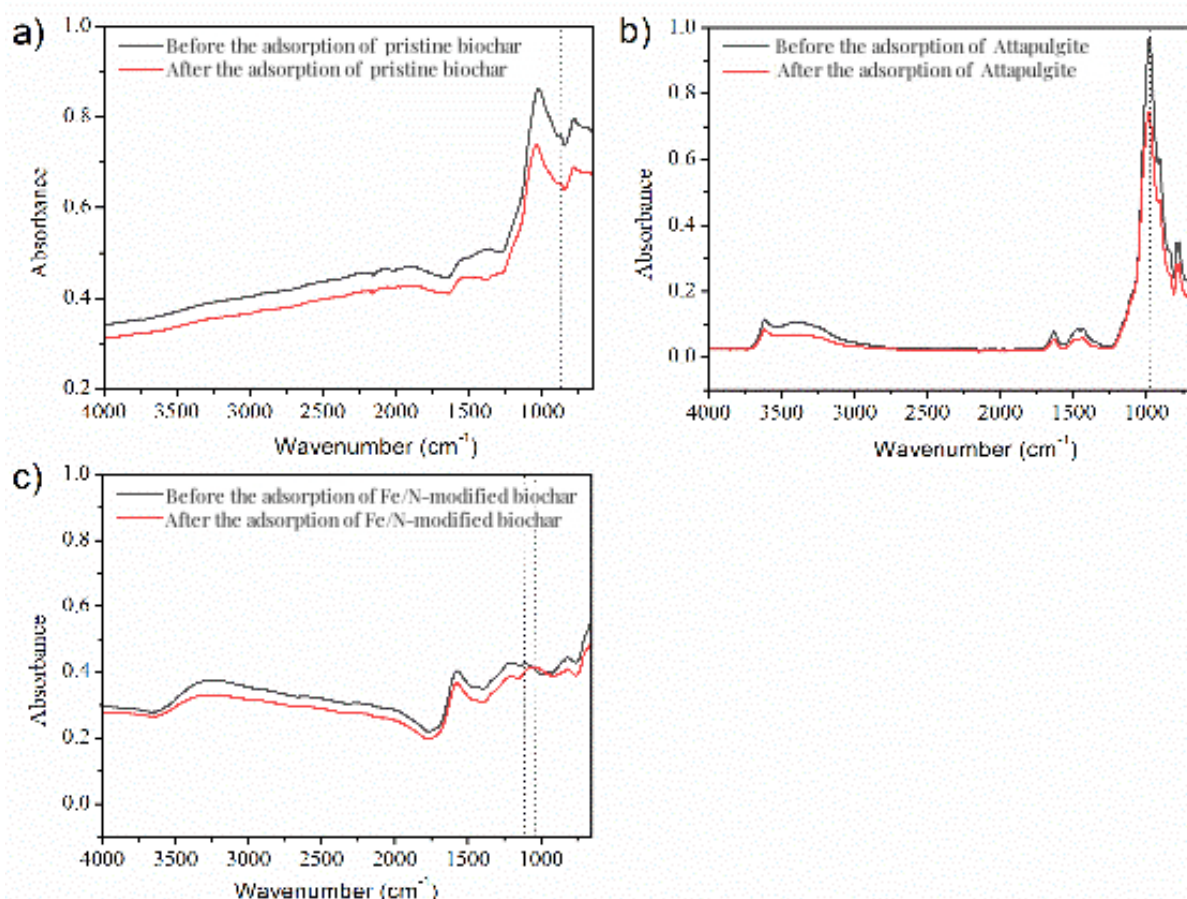 a)
Before the adsorption of pristine biochar
After the adsorption of pristine biochar
Absorbance
1.0
0.8
0.6
0.4
0.2
4000 3500 3000 2500 2000 1500 1000
Wavenumber (cm⁻¹)
b)
Before the adsorption of Attapulgite
After the adsorption of Attapulgite
Absorbance
1.0
0.8
0.6
0.4
0.2
0.0
4000 3500 3000 2500 2000 1500 1000
Wavenumber (cm⁻¹)
c)
Before the adsorption of Fe/N-modified biochar
After the adsorption of Fe/N-modified biochar
Absorbance
1.0
0.8
0.6
0.4
0.2
0.0
4000 3500 3000 2500 2000 1500 1000
Wavenumber (cm⁻¹)